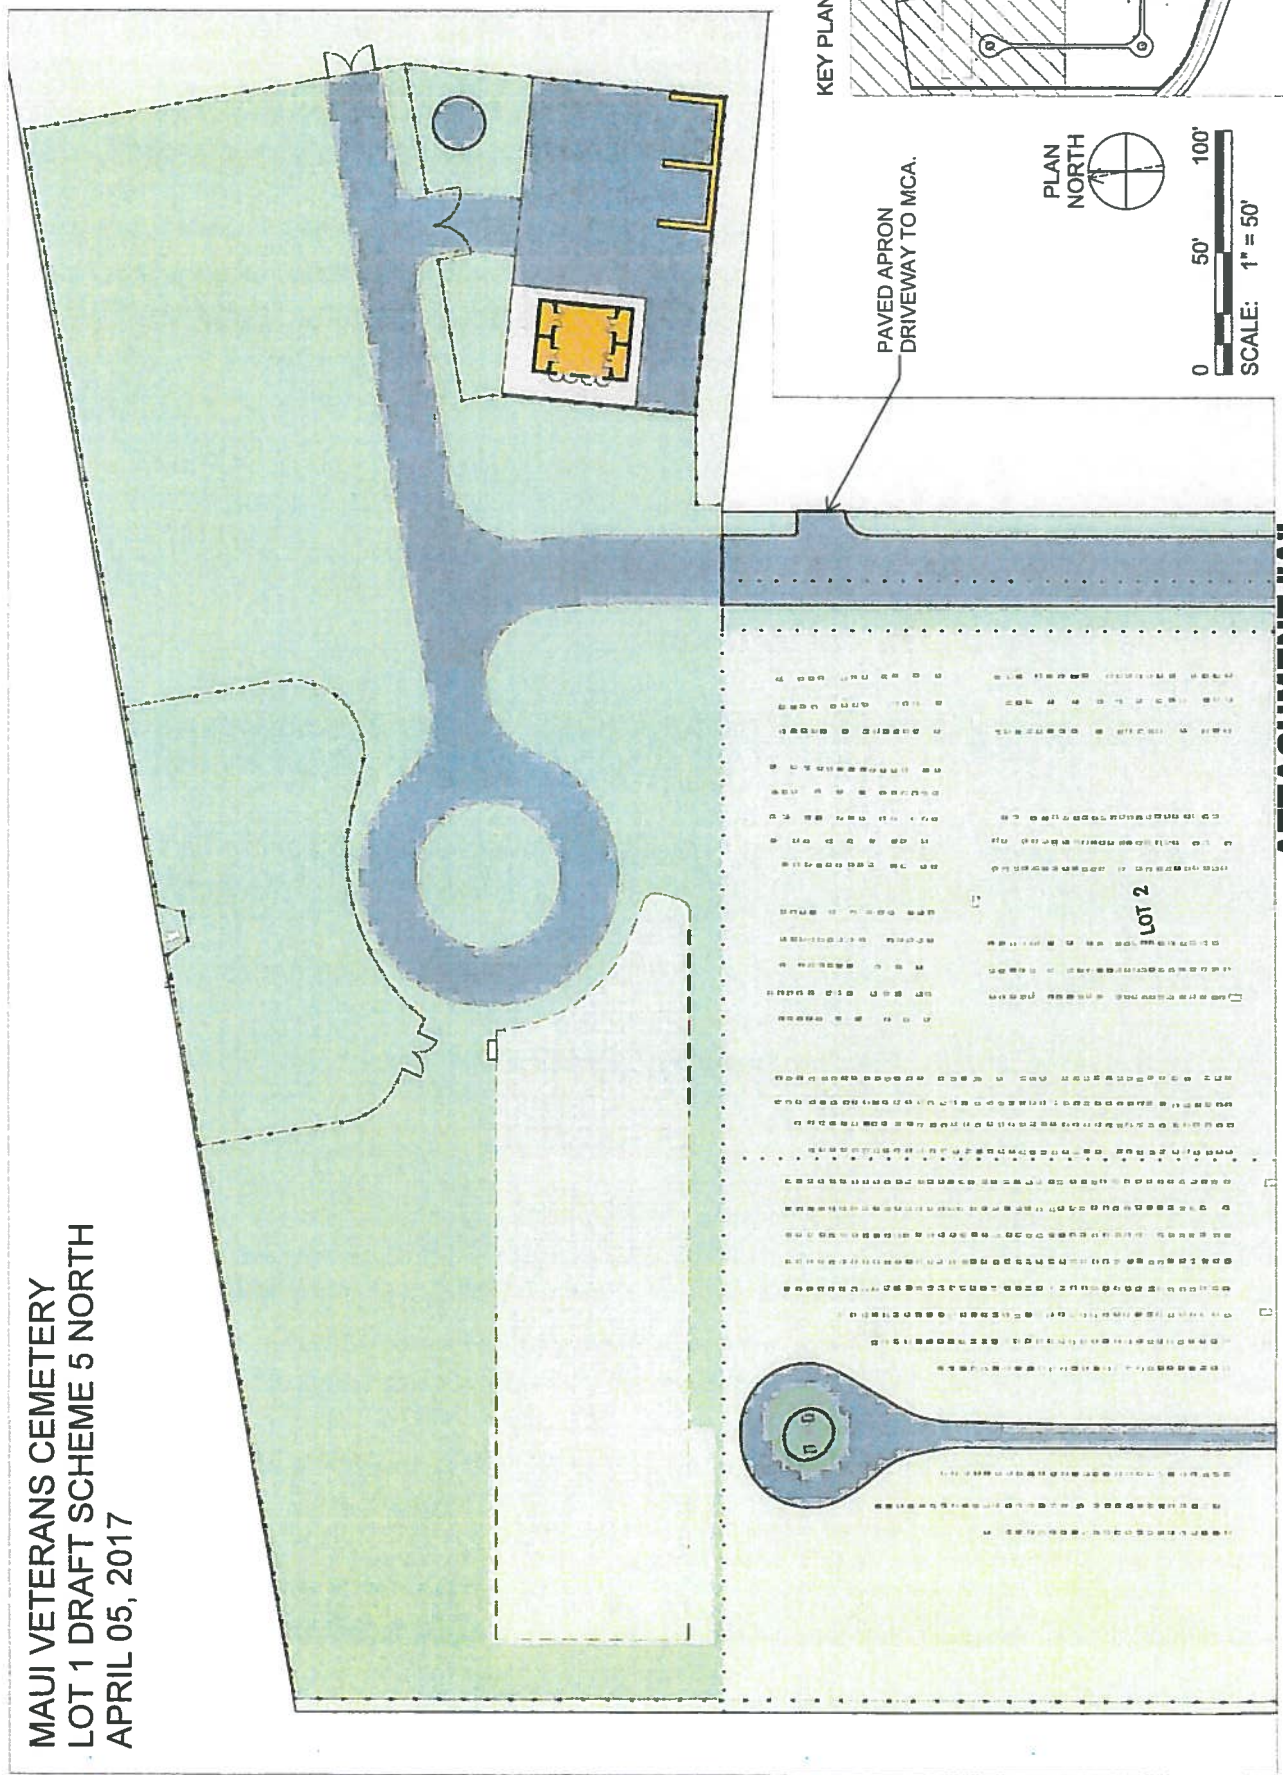 MAUI VETERANS CEMETERY
LOT 1 DRAFT SCHEME 5 NORTH
APRIL 05, 2017
LOT 2
PAVED APRON
DRIVEWAY TO MCA.
KEY PLAN
PLAN
NORTH
0 50' 100'
SCALE: 1" = 50'